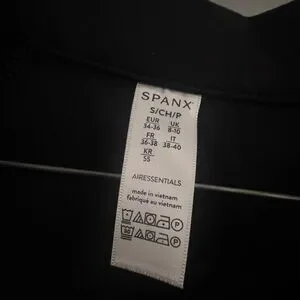 SPANX
S/CH/P
EUR UK
34-36 8-10
FR IT
36-38 38-40
KR
55
AIRESSENTIALS
made in vietnam
fabriqué au vietnam